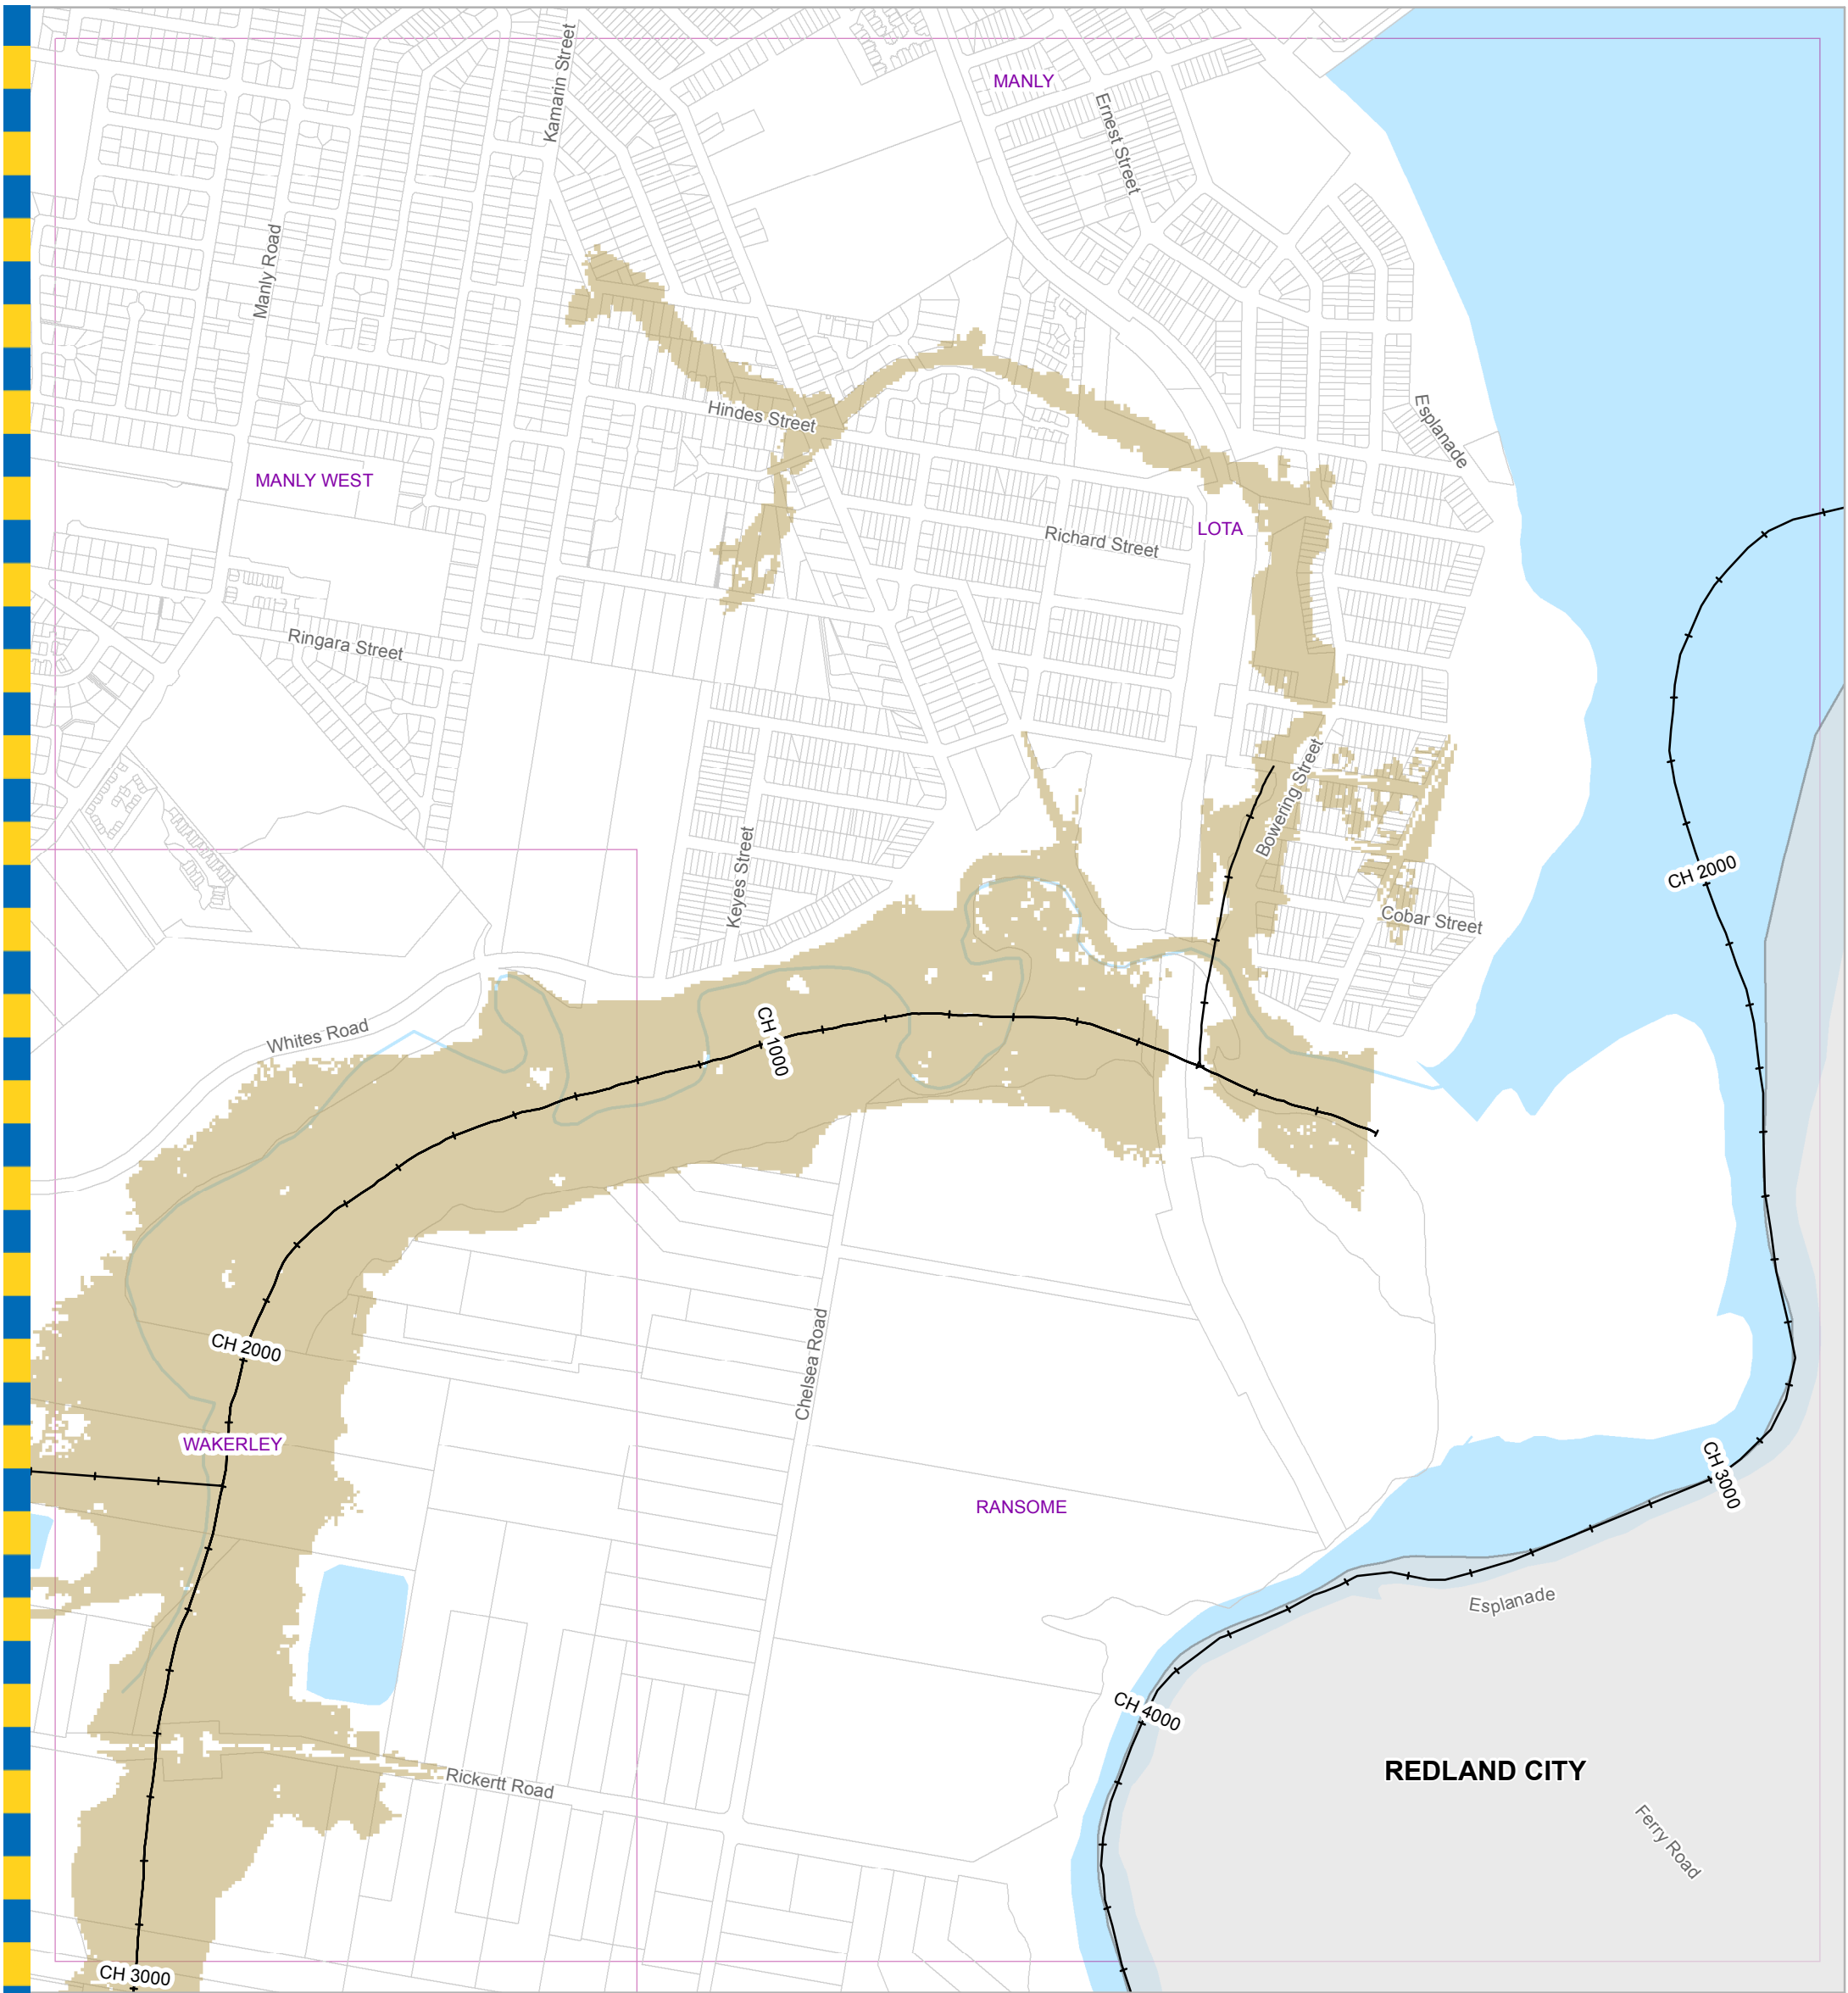 Kamarin Street
MANLY
Ernest Street
Manly Road
Hindes Street
Esplanade
MANLY WEST
LOTA
Richard Street
Ringara Street
Bowering Street
Keyes Street
CH 2000
Cobar Street
Whites Road
CH 1000
CH 2000
Chelsea Road
WAKERLEY
CH 3000
RANSOME
Esplanade
CH 4000
REDLAND CITY
Rickertt Road
Ferry Road
CH 3000